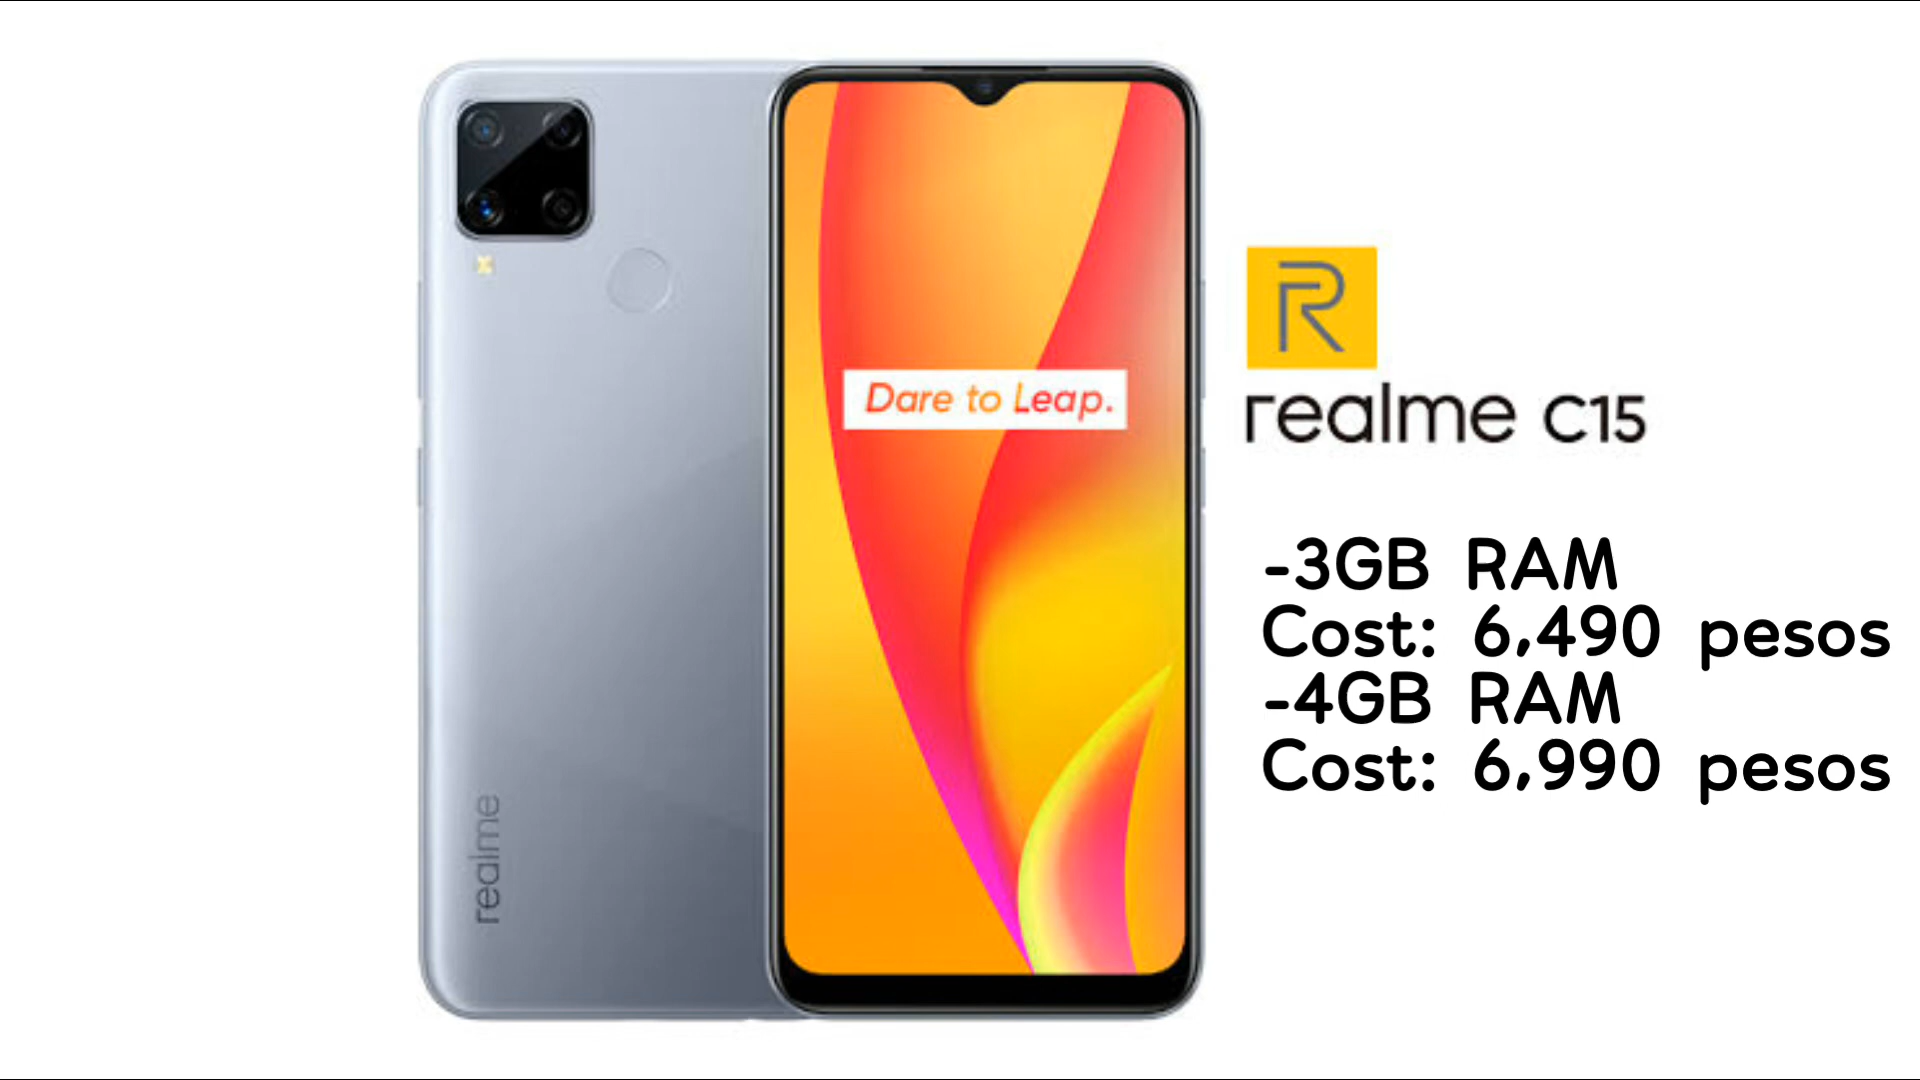 realme
Dare to Leap.
R
realme C15
-3GB RAM
Cost: 6,490 pesos
-4GB RAM
Cost: 6,990 pesos